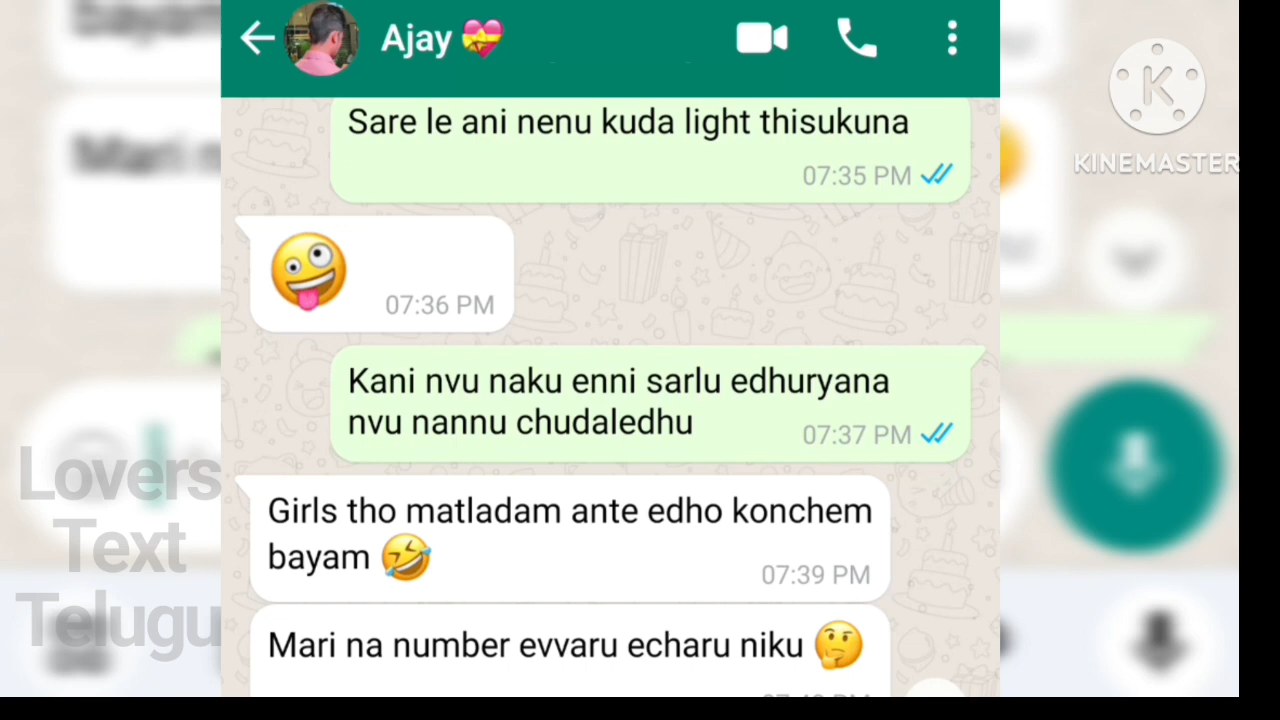 Ajay
Sare le ani nenu kuda light thisukuna
07:35 PM
07:36 PM
Kani nvu naku enni sarlu edhuryana
nvu nannu chudaledhu
07:37 PM
Girls tho matladam ante edho konchem
bayam 🤣
07:39 PM
Mari na number evvaru echaru niku 🤔
KINEMASTER
Lovers
Text
Telugu